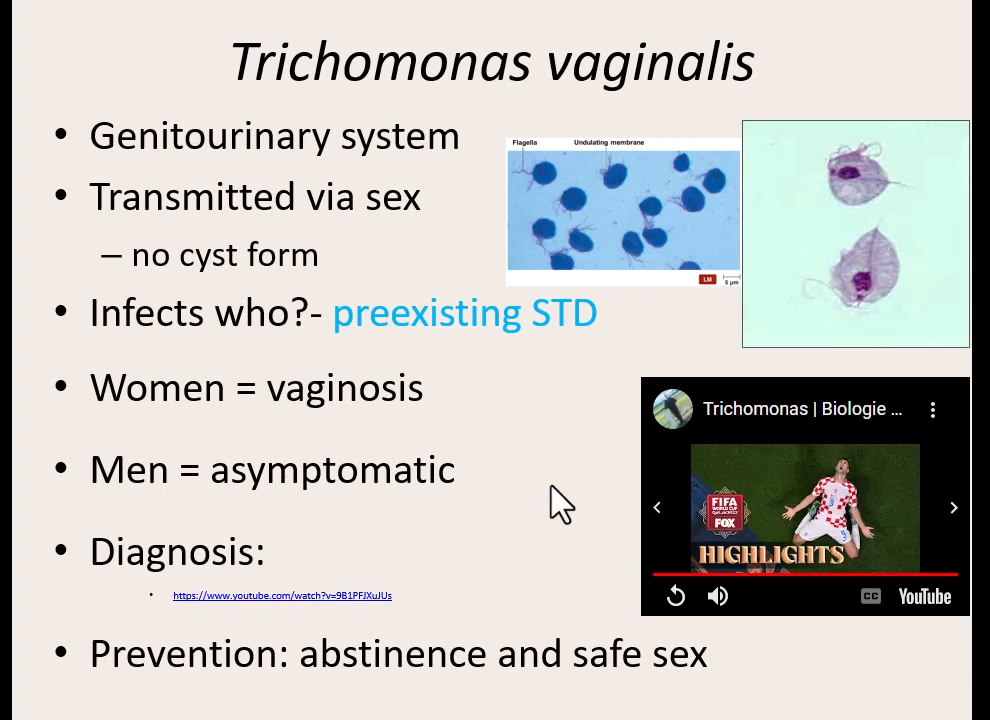 Trichomonas vaginalis
• Genitourinary system
• Transmitted via sex
– no cyst form
• Infects who?- preexisting STD
• Women = vaginosis
• Men = asymptomatic
• Diagnosis:
• https://www.youtube.com/watch?v=9B1PFJXuJUs
• Prevention: abstinence and safe sex
Flagella Undulating membrane
LM 5 µm
Trichomonas | Biologie ...
FIFA
WORLD CUP
FOX
HIGHLIGHTS
CC YouTube